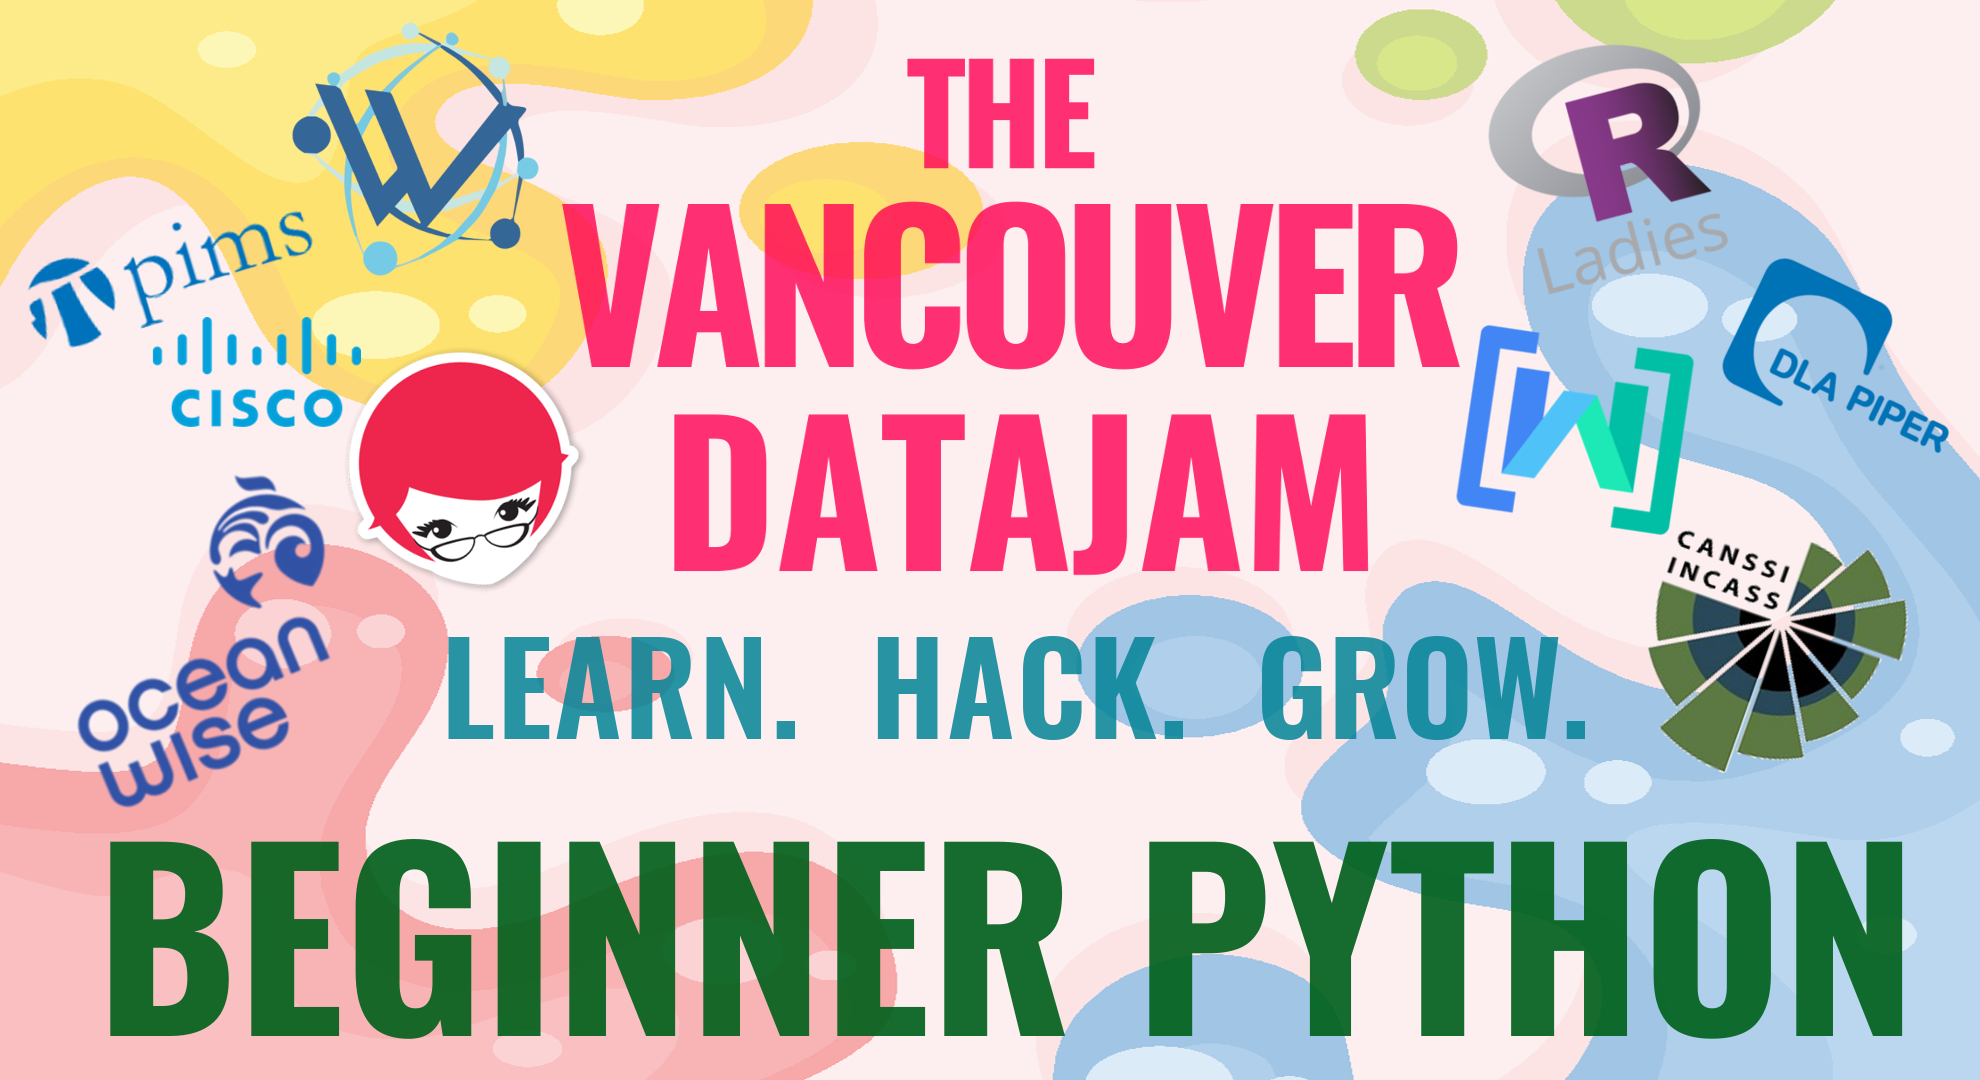 THE
VANCOUVER
DATAJAM
LEARN. HACK. GROW.
BEGINNER PYTHON
W
pims
CISCO
ocean
wise
R
Ladies
DLA PIPER
W
CANSSI
INCASS